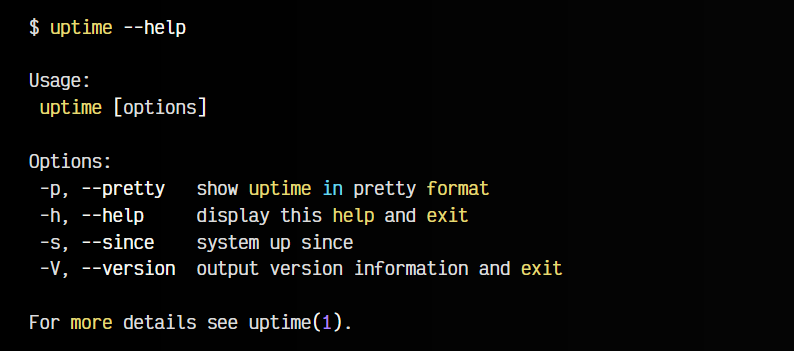 $ uptime --help

Usage:
 uptime [options]

Options:
 -p, --pretty   show uptime in pretty format
 -h, --help     display this help and exit
 -s, --since    system up since
 -V, --version  output version information and exit

For more details see uptime(1).